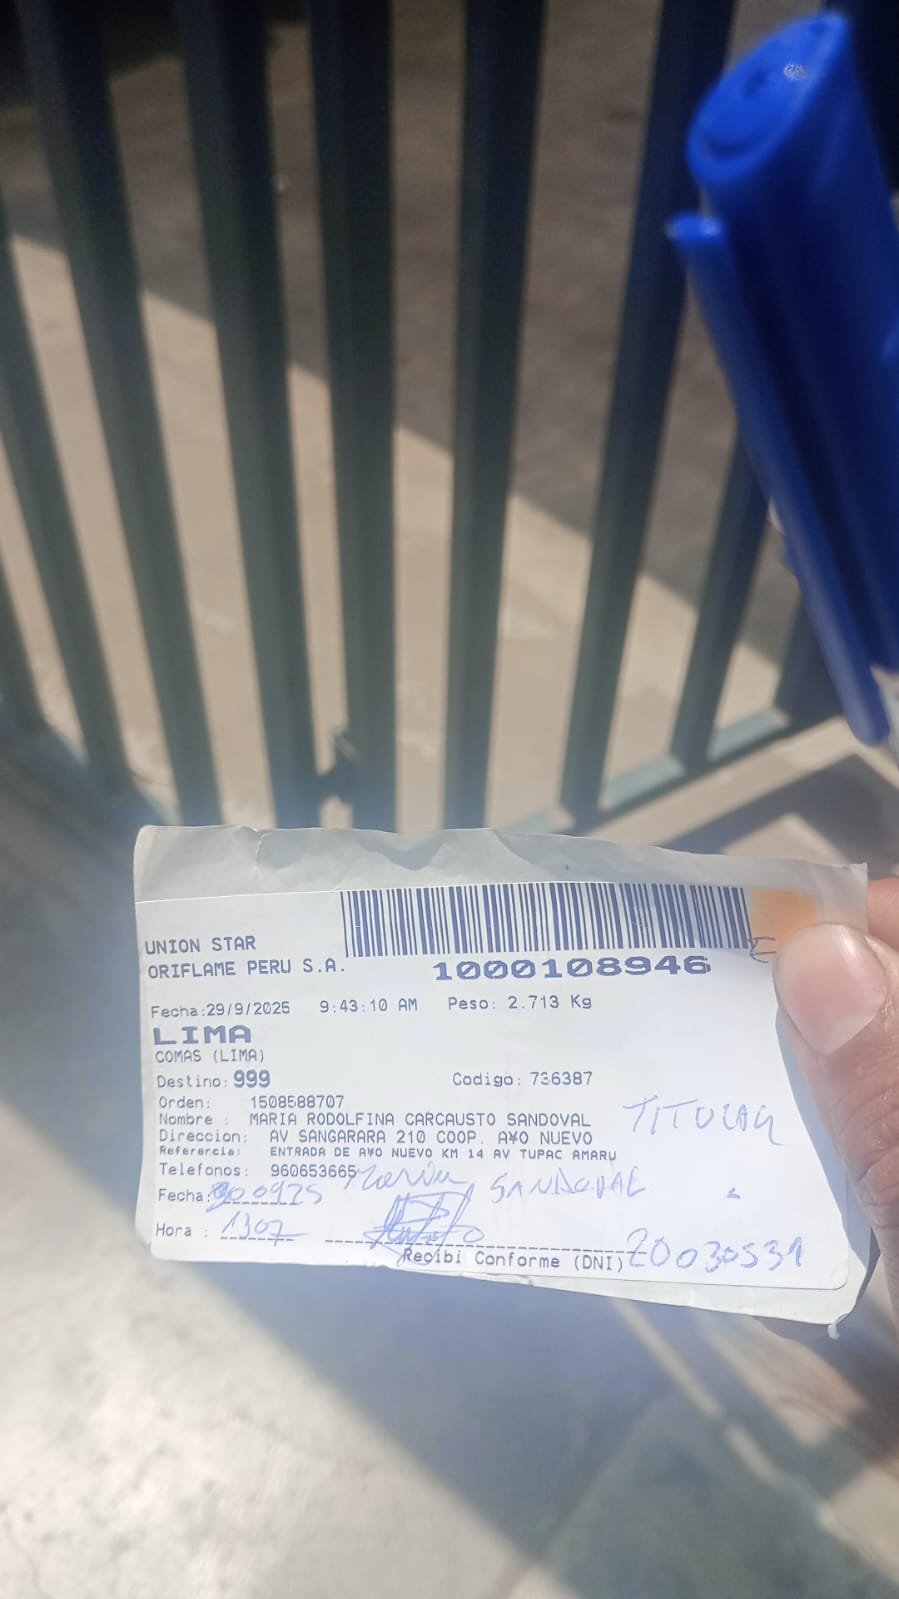 UNION STAR
ORIFLAME PERU S.A.
1000108946
E
Fecha:29/9/2025 9:43:10 AM Peso: 2.713 Kg
LIMA
COMAS (LIMA)
Destino: 999 Codigo: 736387
Orden: 1508588707
Nombre : MARIA RODOLFINA CARCAUSTO SANDOVAL
TITULAR
Direccion: AV SANGARARA 210 COOP. A¥O NUEVO
Referencia: ENTRADA DE A¥O NUEVO KM 14 AV TUPAC AMARU
Telefonos: 960653665
Maria SANDOVAL
Fecha: 300925
Hora : 1307
Recibi Conforme (DNI) 20030531